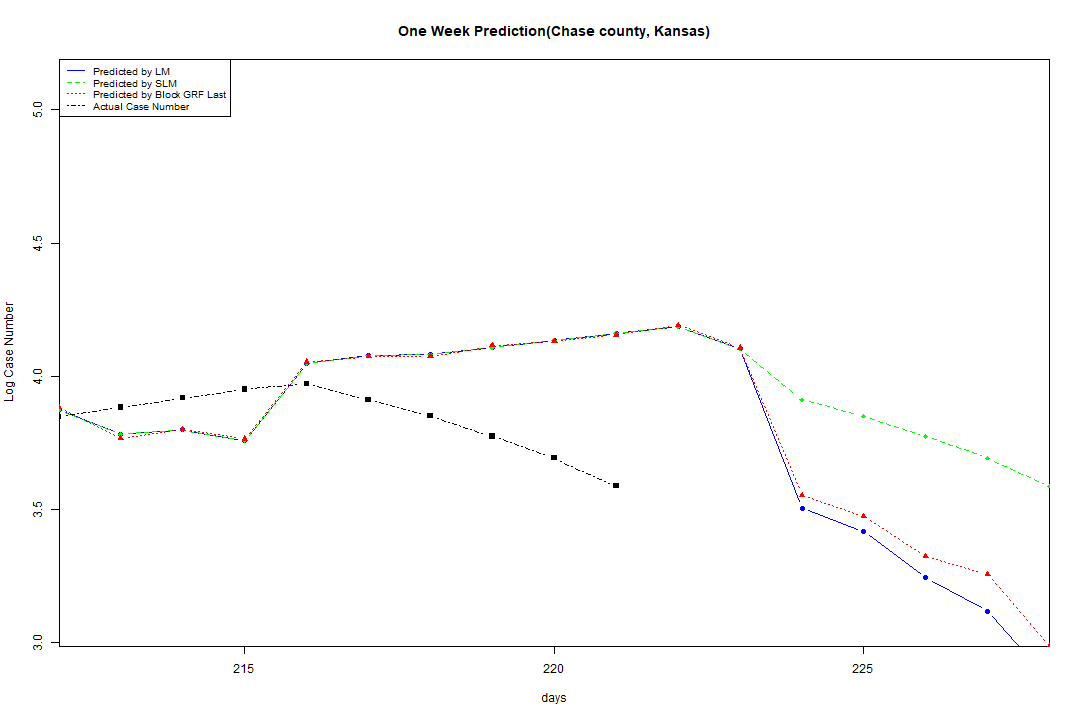 One Week Prediction(Chase county, Kansas)
Predicted by LM
Predicted by SLM
Predicted by Block GRF Last
Actual Case Number
Log Case Number
5.0
4.5
4.0
3.5
3.0
215 220 225
days